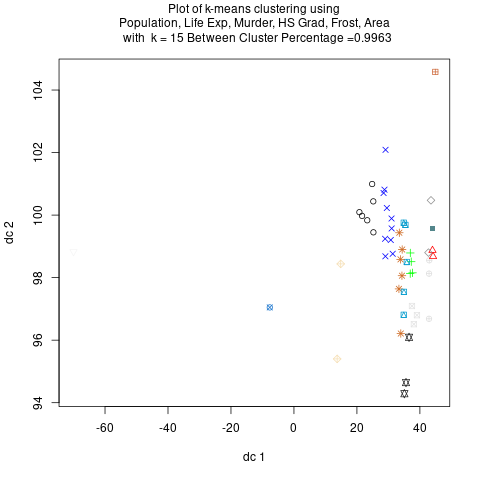 Plot of k-means clustering using
Population, Life Exp, Murder, HS Grad, Frost, Area
with k = 15 Between Cluster Percentage =0.9963
104
102
100
98
96
94
dc 2
-60
-40
-20
0
20
40
dc 1